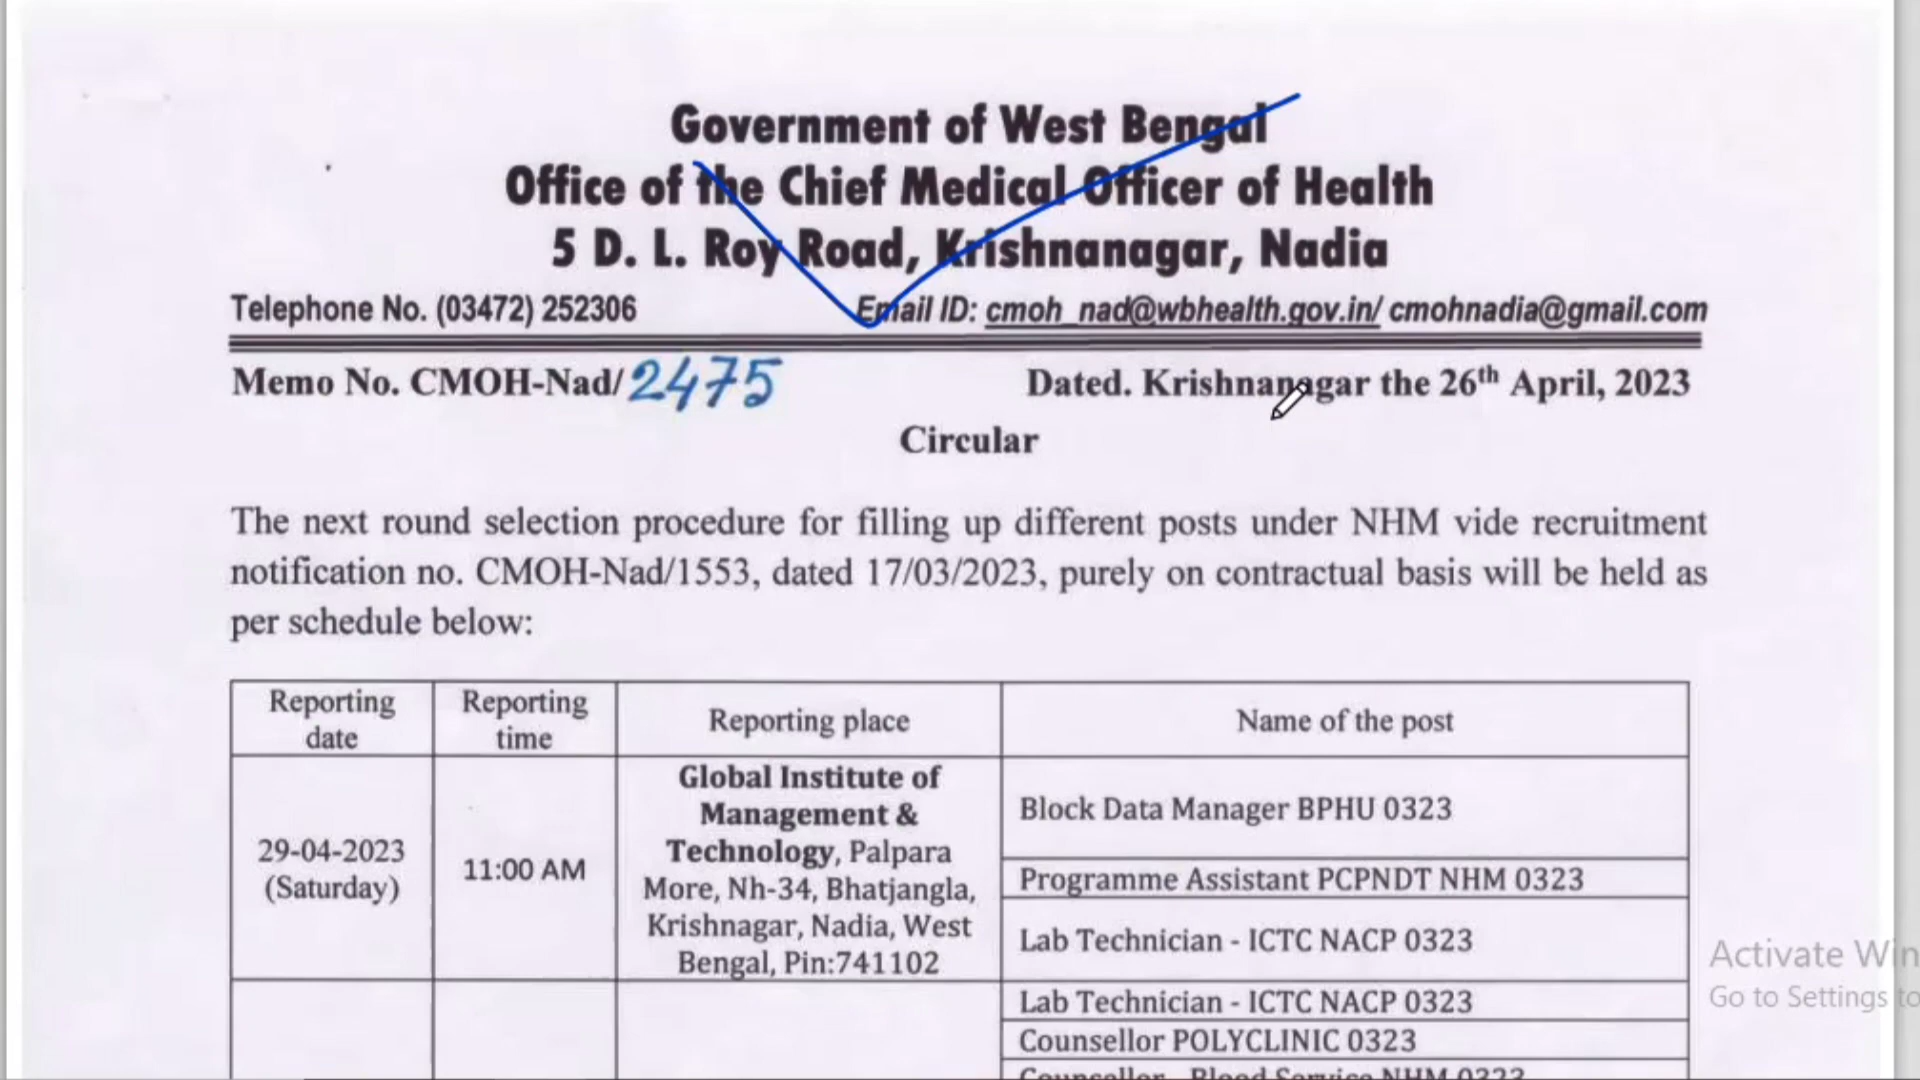 Government of West Bengal
Office of the Chief Medical Officer of Health
5 D. L. Roy Road, Krishnanagar, Nadia
Telephone No. (03472) 252306 Email ID: cmoh_nad@wbhealth.gov.in/ cmohnadia@gmail.com
Memo No. CMOH-Nad/2475 Dated. Krishnanagar the 26th April, 2023
Circular
The next round selection procedure for filling up different posts under NHM vide recruitment
notification no. CMOH-Nad/1553, dated 17/03/2023, purely on contractual basis will be held as
per schedule below:
Reporting date
Reporting time
Reporting place
Name of the post
29-04-2023
(Saturday)
11:00 AM
Global Institute of
Management &
Technology, Palpara
More, Nh-34, Bhatjangla,
Krishnagar, Nadia, West
Bengal, Pin:741102
Block Data Manager BPHU 0323
Programme Assistant PCPNDT NHM 0323
Lab Technician - ICTC NACP 0323
Lab Technician - ICTC NACP 0323
Counsellor POLYCLINIC 0323
Counsellor - Blood Service NHM 0323
Activate Win
Go to Settings to